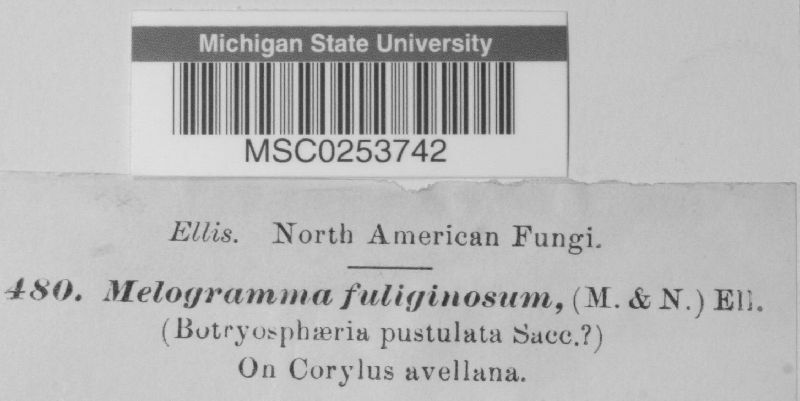 Michigan State University
MSC0253742
Ellis. North American Fungi.
480. Melogramma fuliginosum, (M. & N.) Ell.
(Botryosphæria pustulata Sacc.?)
On Corylus avellana.